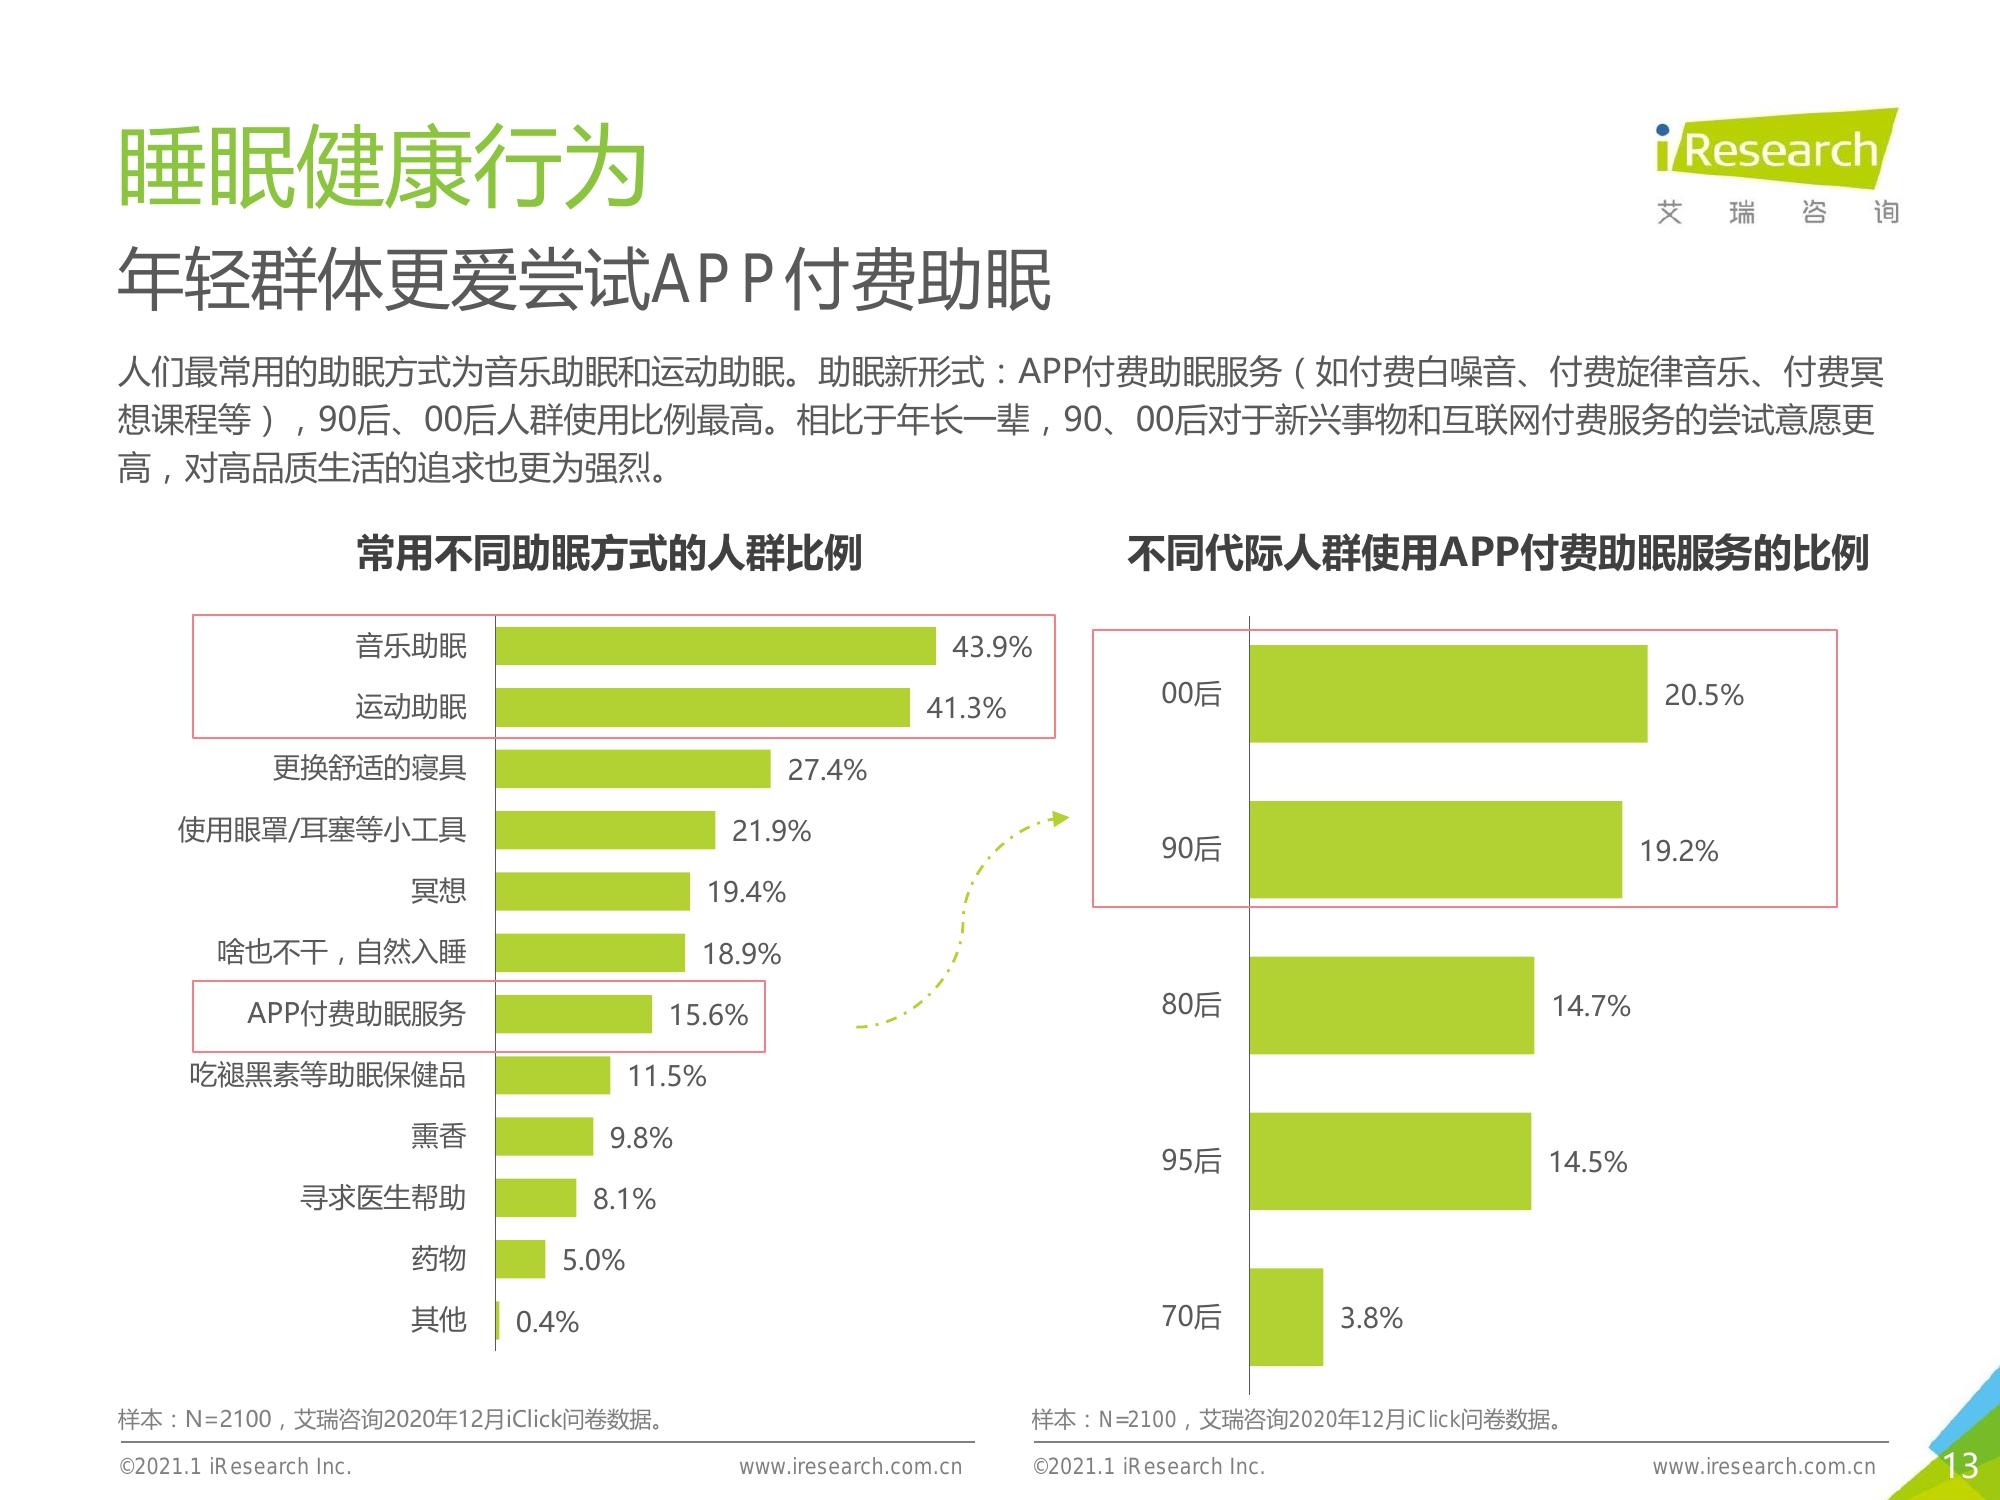 睡眠健康行为
iResearch
艾瑞咨询
年轻群体更爱尝试APP付费助眠
人们最常用的助眠方式为音乐助眠和运动助眠。助眠新形式：APP付费助眠服务（如付费白噪音、付费旋律音乐、付费冥
想课程等），90后、00后人群使用比例最高。相比于年长一辈，90、00后对于新兴事物和互联网付费服务的尝试意愿更
高，对高品质生活的追求也更为强烈。
常用不同助眠方式的人群比例
音乐助眠 43.9%
运动助眠 41.3%
更换舒适的寝具 27.4%
使用眼罩/耳塞等小工具 21.9%
冥想 19.4%
啥也不干，自然入睡 18.9%
APP付费助眠服务 15.6%
吃褪黑素等助眠保健品 11.5%
熏香 9.8%
寻求医生帮助 8.1%
药物 5.0%
其他 0.4%
样本：N=2100，艾瑞咨询2020年12月iClick问卷数据。
©2021.1 iResearch Inc. www.iresearch.com.cn
不同代际人群使用APP付费助眠服务的比例
00后 20.5%
90后 19.2%
80后 14.7%
95后 14.5%
70后 3.8%
样本：N=2100，艾瑞咨询2020年12月iClick问卷数据。
©2021.1 iResearch Inc. www.iresearch.com.cn
13